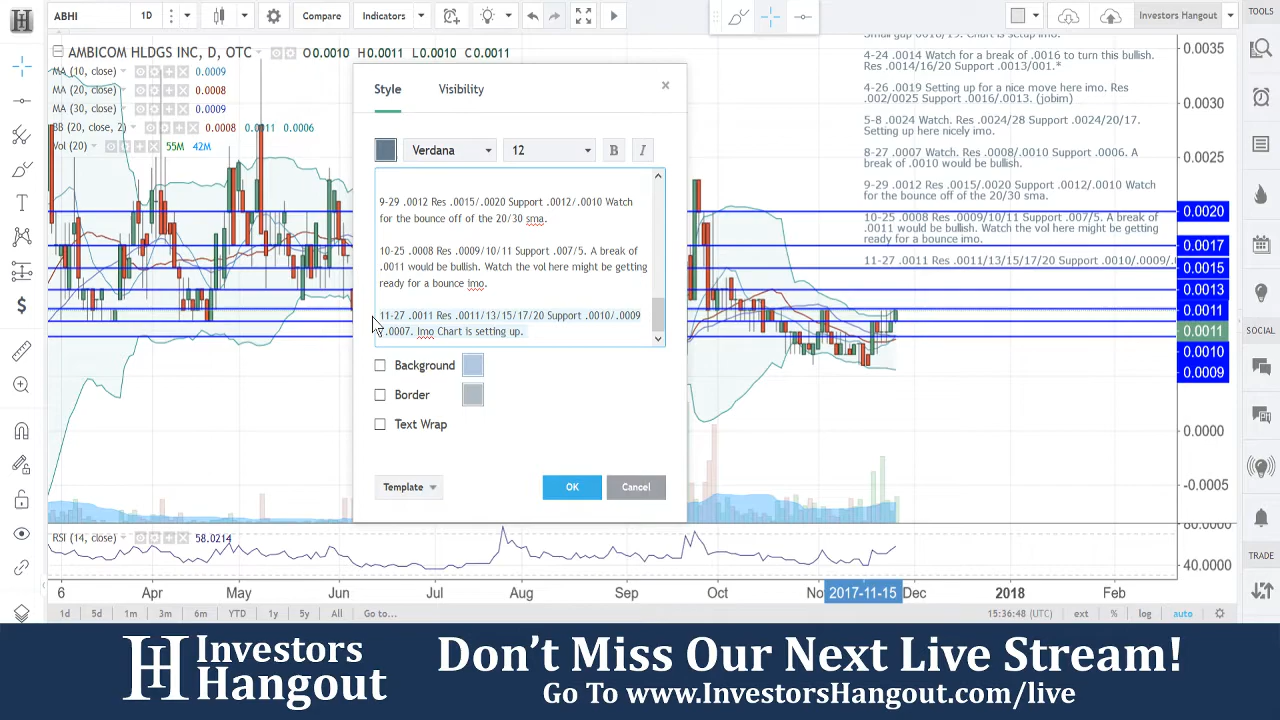 ABHI
1D
Compare
Indicators
Investors Hangout
TOOLS
AMBICOM HLDGS INC, D, OTC
O0.0010 H0.0011 L0.0010 C0.0011
MA (10, close) 0.0009
MA (20, close) 0.0008
MA (30, close) 0.0009
BB (20, close, 2) 0.0008 0.0011 0.0006
Vol (20) 55M 42M
Style
Visibility
×
Verdana
12
B
I
9-29 .0012 Res .0015/.0020 Support .0012/.0010 Watch
for the bounce off of the 20/30 sma.
10-25 .0008 Res .0009/10/11 Support .007/5. A break of
.0011 would be bullish. Watch the vol here might be getting
ready for a bounce imo.
11-27 .0011 Res .0011/13/15/17/20 Support .0010/.0009
/.0007. Imo Chart is setting up.
Background
Border
Text Wrap
Template
OK
Cancel
Small gap 0018/19. Chart is setup imo.
4-24 .0014 Watch for a break of .0016 to turn this bullish.
Res .0014/16/20 Support .0013/001.*
4-26 .0019 Setting up for a nice move here imo. Res
.002/0025 Support .0016/.0013. (jobim)
5-8 .0024 Watch. Res .0024/28 Support .0024/20/17.
Setting up here nicely imo.
8-27 .0007 Watch. Res .0008/.0010 Support .0006. A
break of .0010 would be bullish.
9-29 .0012 Res .0015/.0020 Support .0012/.0010 Watch
for the bounce off of the 20/30 sma.
10-25 .0008 Res .0009/10/11 Support .007/5. A break of
.0011 would be bullish. Watch the vol here might be getting
ready for a bounce imo.
11-27 .0011 Res .0011/13/15/17/20 Support .0010/.0009/.
0.0035
0.0030
0.0025
0.0020
0.0017
0.0015
0.0013
0.0011
0.0011
0.0010
0.0009
0.0000
-0.0005
SOCIAL
TRADE
RSI (14, close) 58.0214
60.0000
40.0000
6 Apr May Jun Jul Aug Sep Oct No 2017-11-15 Dec 2018 Feb
1d 5d 1m 3m 6m YTD 1y 5y All Go to... 15:36:48 (UTC) ext % log auto
Investors
Hangout
Don't Miss Our Next Live Stream!
Go To www.InvestorsHangout.com/live